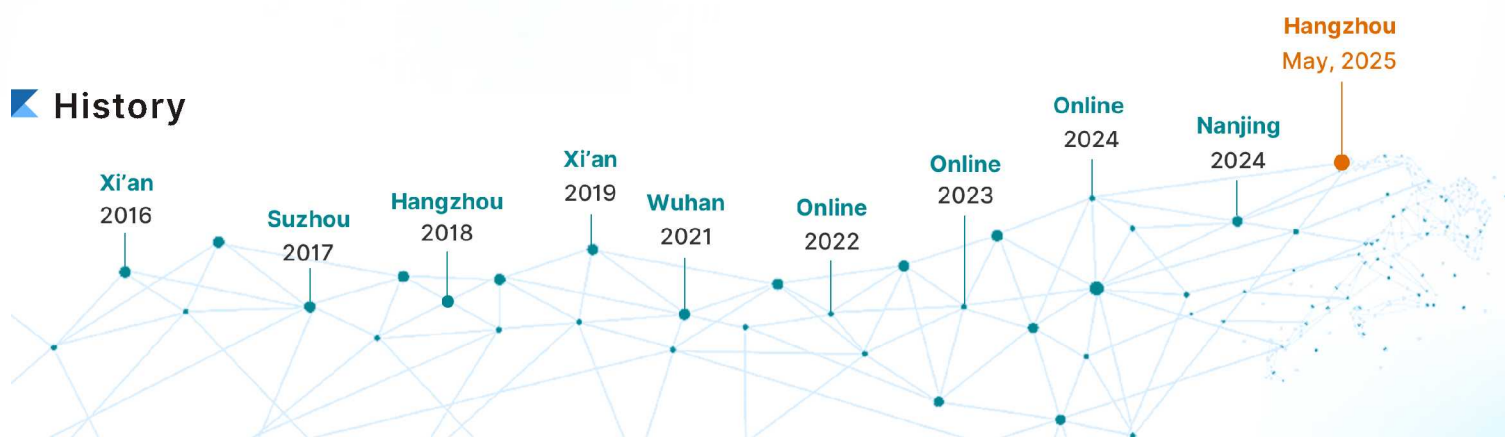 History
Xi’an
2016
Suzhou
2017
Hangzhou
2018
Xi’an
2019
Wuhan
2021
Online
2022
Online
2023
Online
2024
Nanjing
2024
Hangzhou
May, 2025